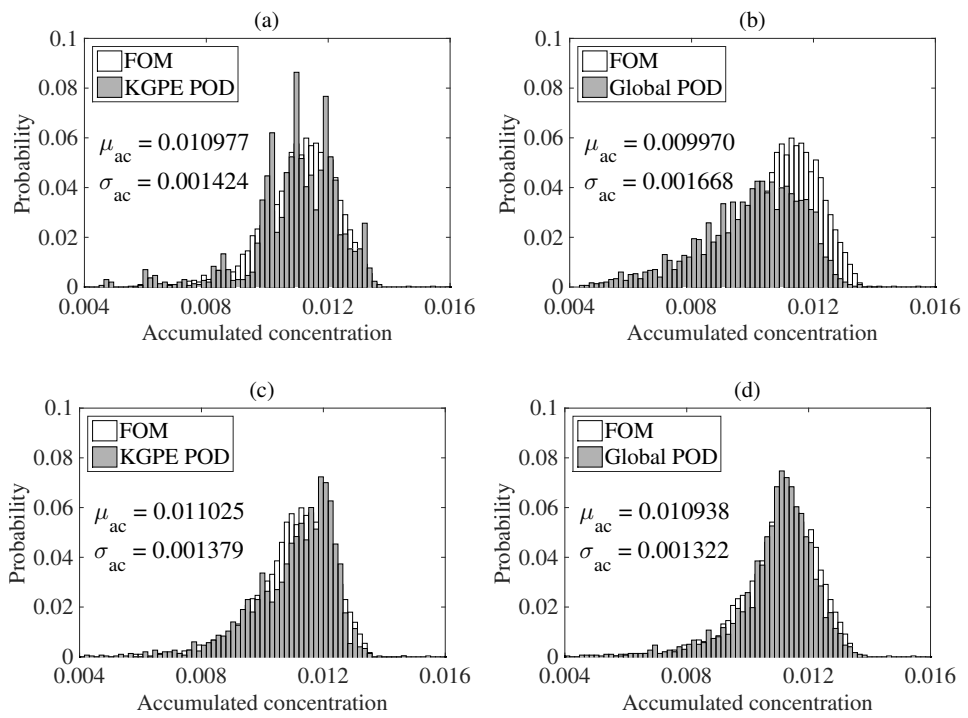 (a)
0.1
0.08
0.06
0.04
0.02
0
Probability
FOM
KGPE POD
μac = 0.010977
σac = 0.001424
0.004 0.008 0.012 0.016
Accumulated concentration
(b)
0.1
0.08
0.06
0.04
0.02
0
Probability
FOM
Global POD
μac = 0.009970
σac = 0.001668
0.004 0.008 0.012 0.016
Accumulated concentration
(c)
0.1
0.08
0.06
0.04
0.02
0
Probability
FOM
KGPE POD
μac = 0.011025
σac = 0.001379
0.004 0.008 0.012 0.016
Accumulated concentration
(d)
0.1
0.08
0.06
0.04
0.02
0
Probability
FOM
Global POD
μac = 0.010938
σac = 0.001322
0.004 0.008 0.012 0.016
Accumulated concentration